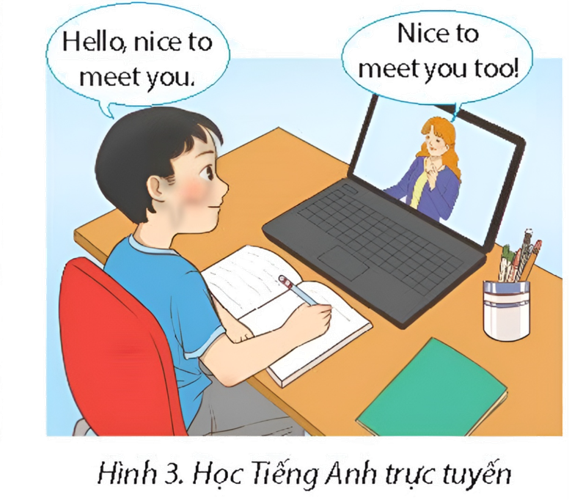 Hello, nice to
meet you.
Nice to
meet you too!
Hình 3. Học Tiếng Anh trực tuyến